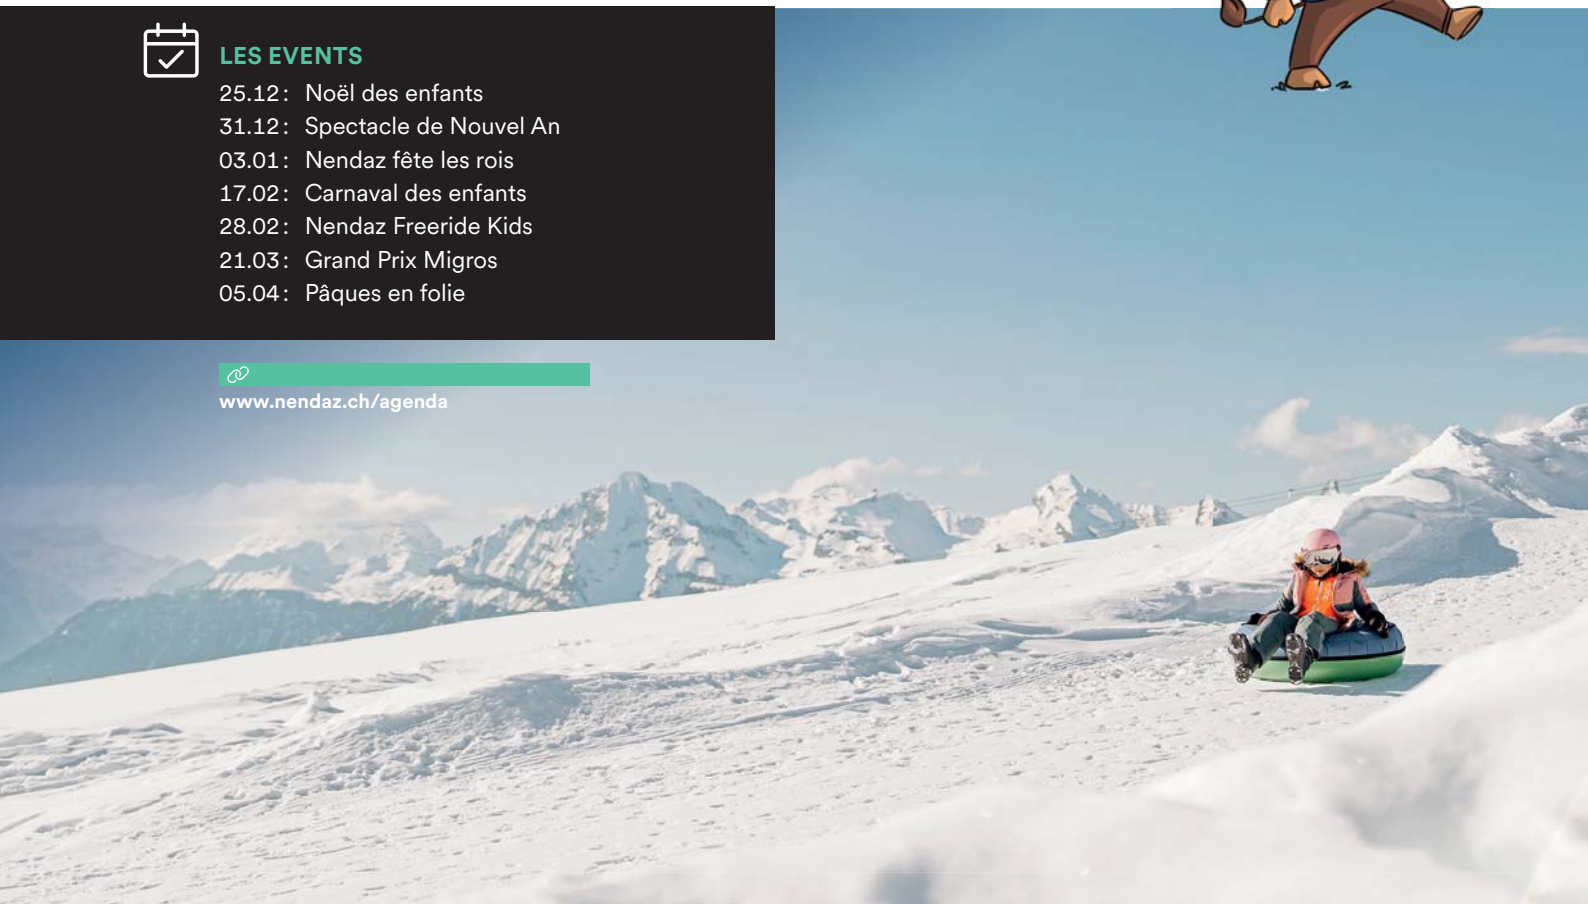 LES EVENTS
25.12: Noël des enfants
31.12: Spectacle de Nouvel An
03.01: Nendaz fête les rois
17.02: Carnaval des enfants
28.02: Nendaz Freeride Kids
21.03: Grand Prix Migros
05.04: Pâques en folie
www.nendaz.ch/agenda